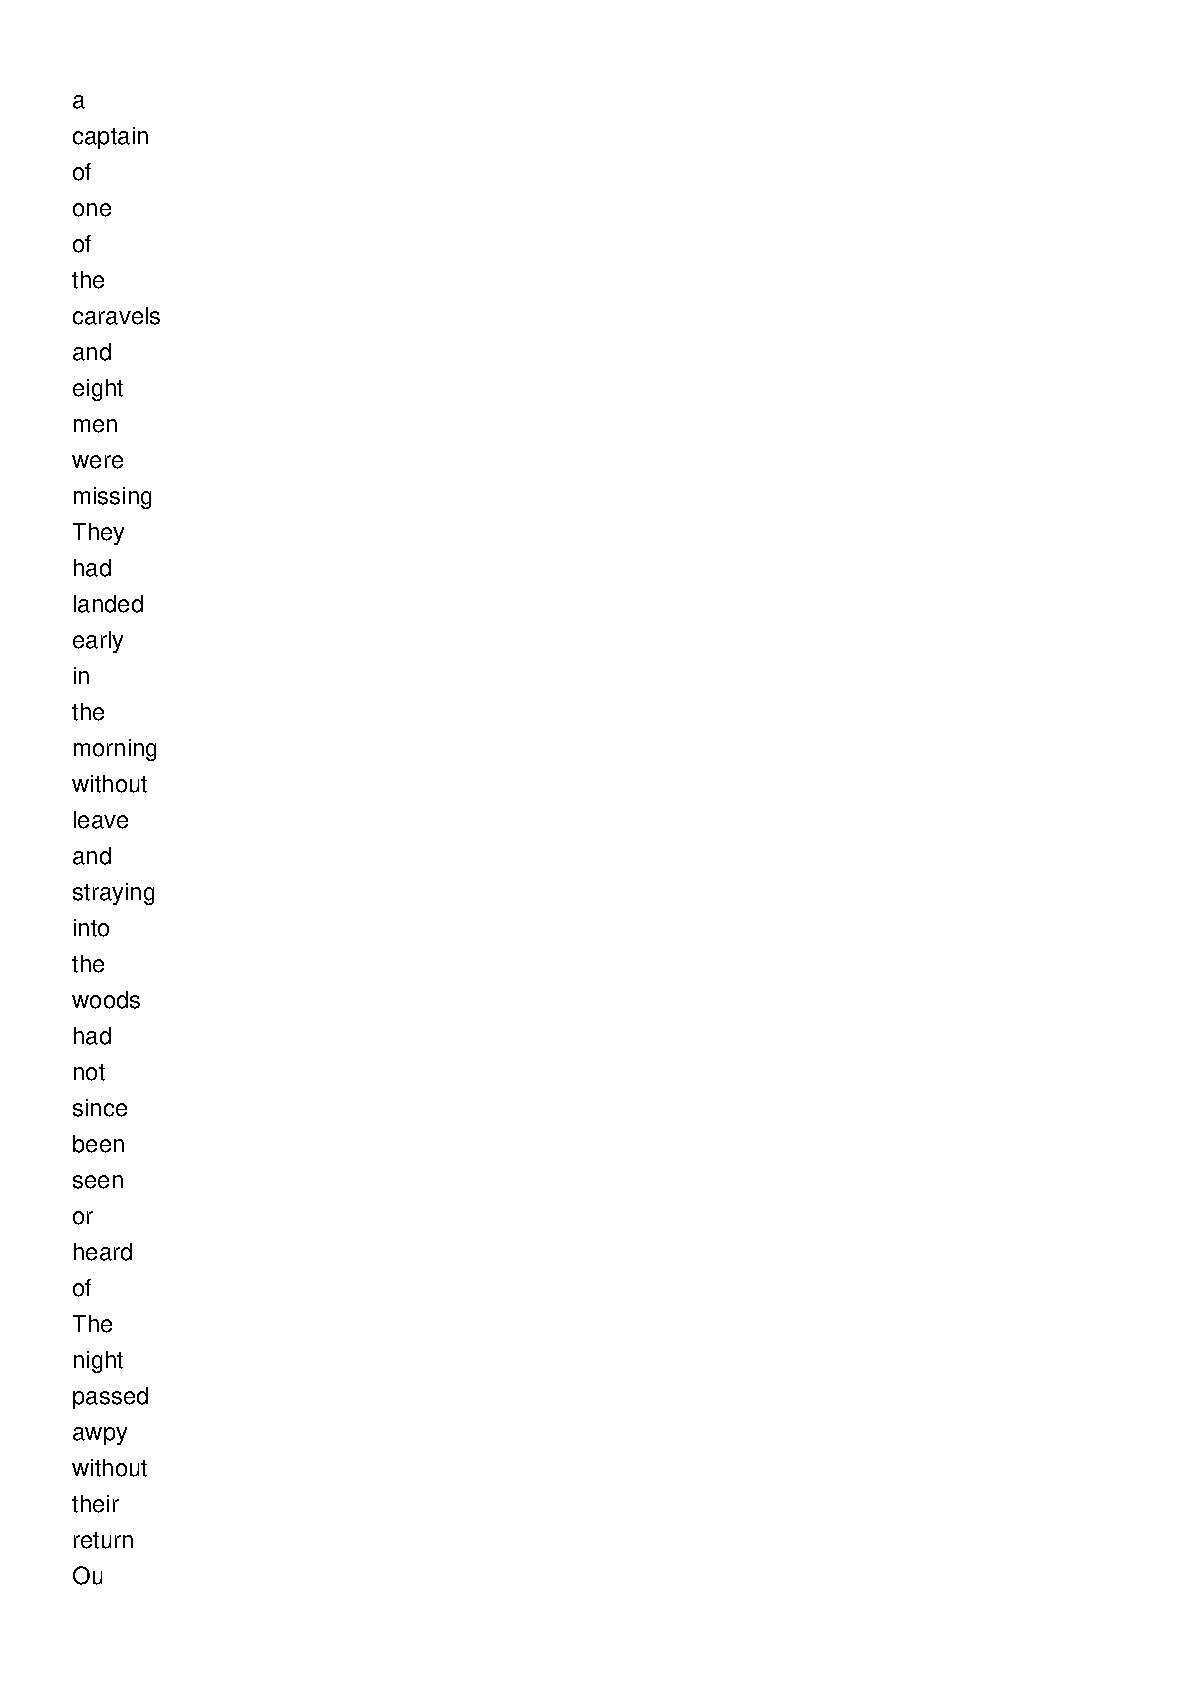 a
captain
of
one
of
the
caravels
and
eight
men
were
missing
They
had
landed
early
in
the
morning
without
leave
and
straying
into
the
woods
had
not
since
been
seen
or
heard
of
The
night
passed
awpy
without
their
return
Ou